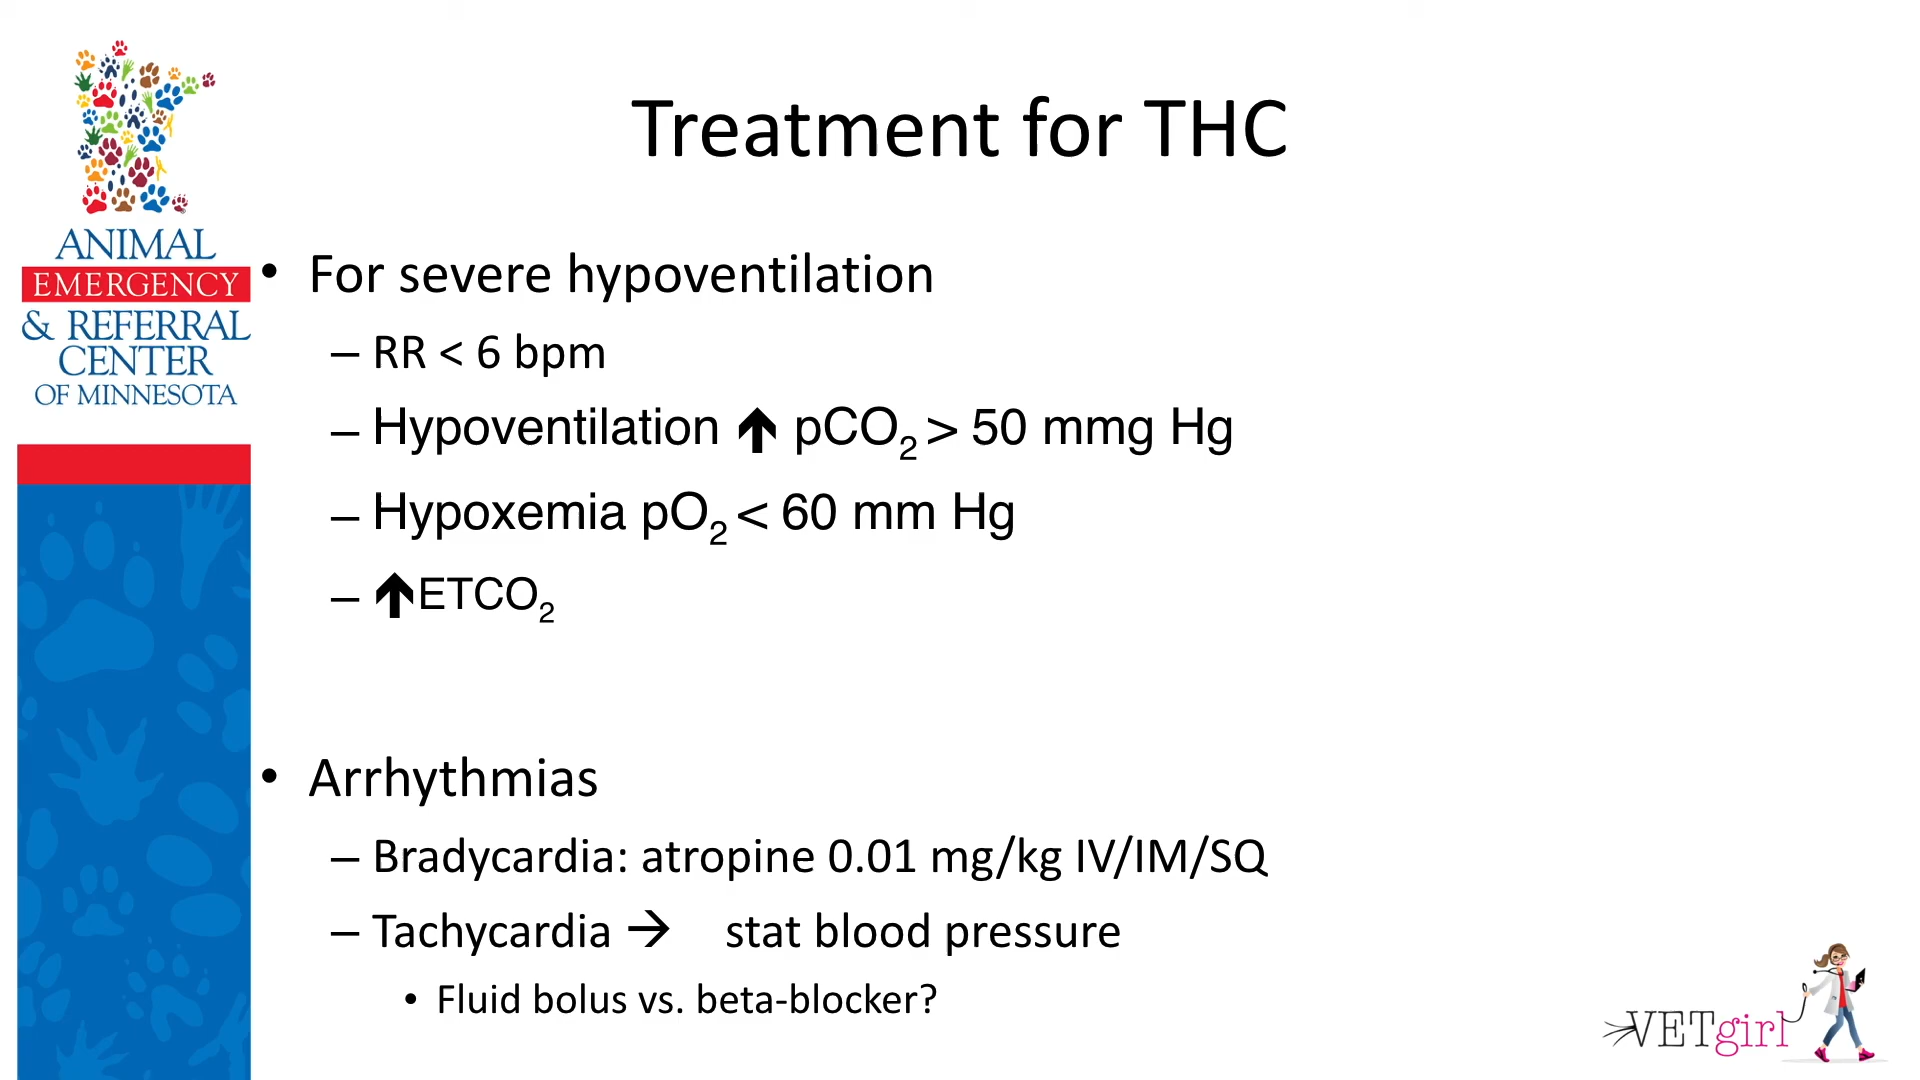 Treatment for THC
ANIMAL
EMERGENCY
& REFERRAL
CENTER
OF MINNESOTA
• For severe hypoventilation
– RR < 6 bpm
– Hypoventilation ⬆ pCO₂ > 50 mmg Hg
– Hypoxemia pO₂ < 60 mm Hg
– ⬆ETCO₂
• Arrhythmias
– Bradycardia: atropine 0.01 mg/kg IV/IM/SQ
– Tachycardia → stat blood pressure
• Fluid bolus vs. beta-blocker?
VETgirl